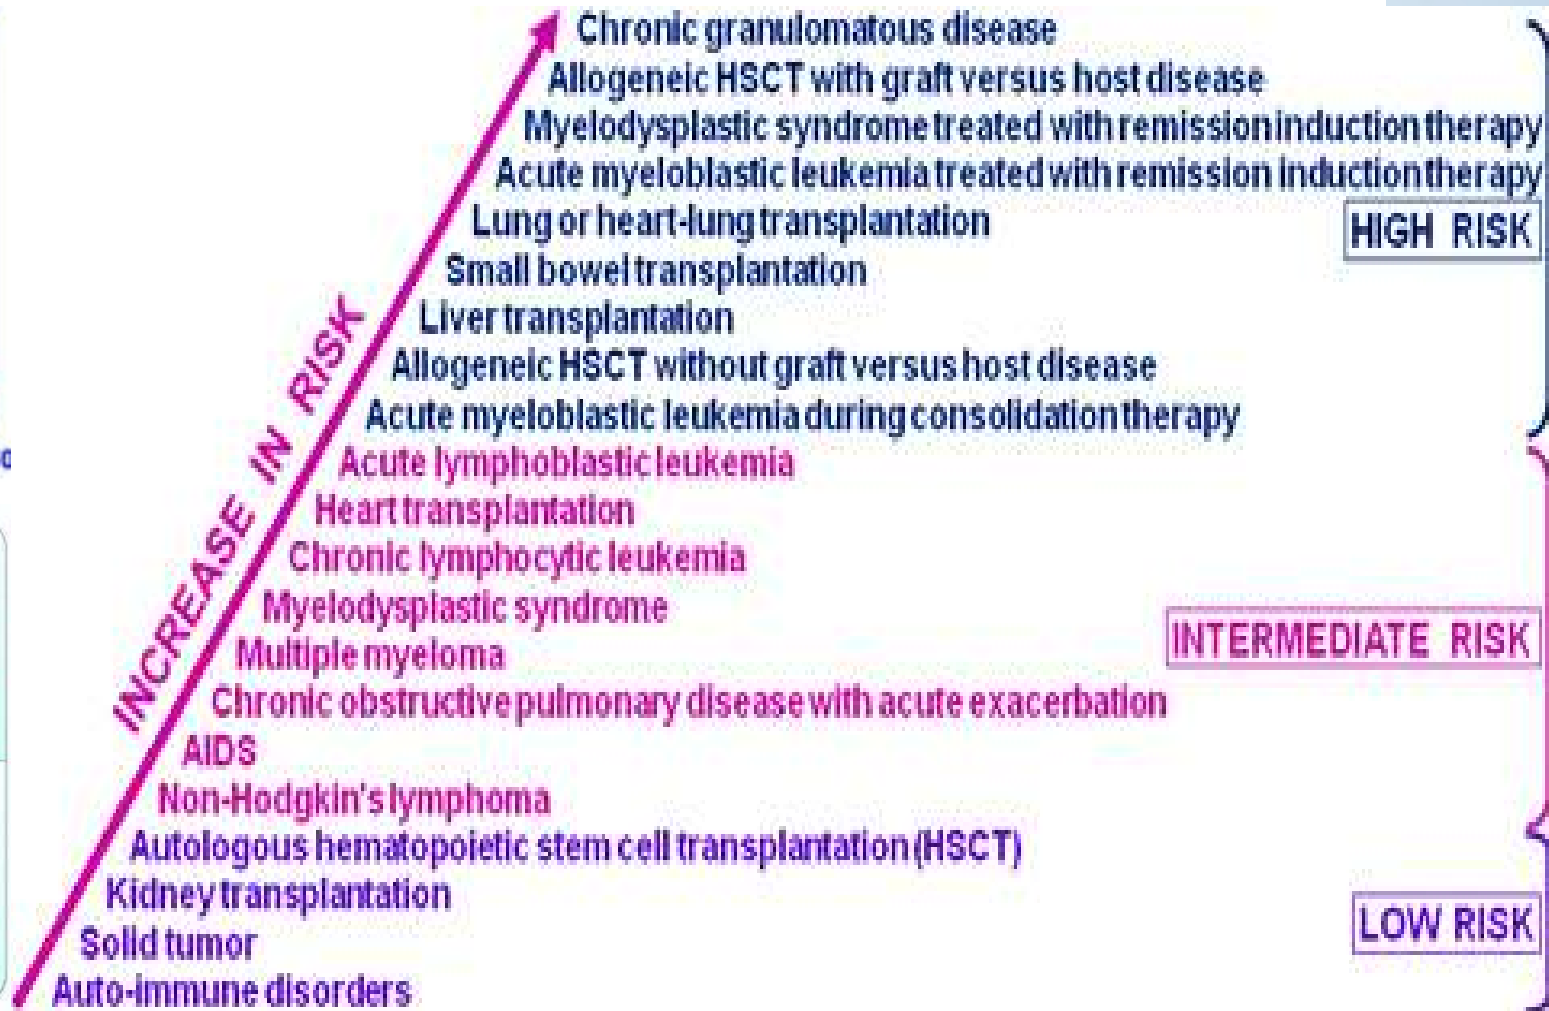 Chronic granulomatous disease
Allogeneic HSCT with graft versus host disease
Myelodysplastic syndrome treated with remission induction therapy
Acute myeloblastic leukemia treated with remission induction therapy
Lung or heart-lung transplantation
HIGH RISK
Small bowel transplantation
Liver transplantation
Allogeneic HSCT without graft versus host disease
Acute myeloblastic leukemia during consolidation therapy
INCREASE IN RISK
Acute lymphoblastic leukemia
Heart transplantation
Chronic lymphocytic leukemia
Myelodysplastic syndrome
INTERMEDIATE RISK
Multiple myeloma
Chronic obstructive pulmonary disease with acute exacerbation
AIDS
Non-Hodgkin's lymphoma
Autologous hematopoietic stem cell transplantation (HSCT)
Kidney transplantation
LOW RISK
Solid tumor
Auto-immune disorders